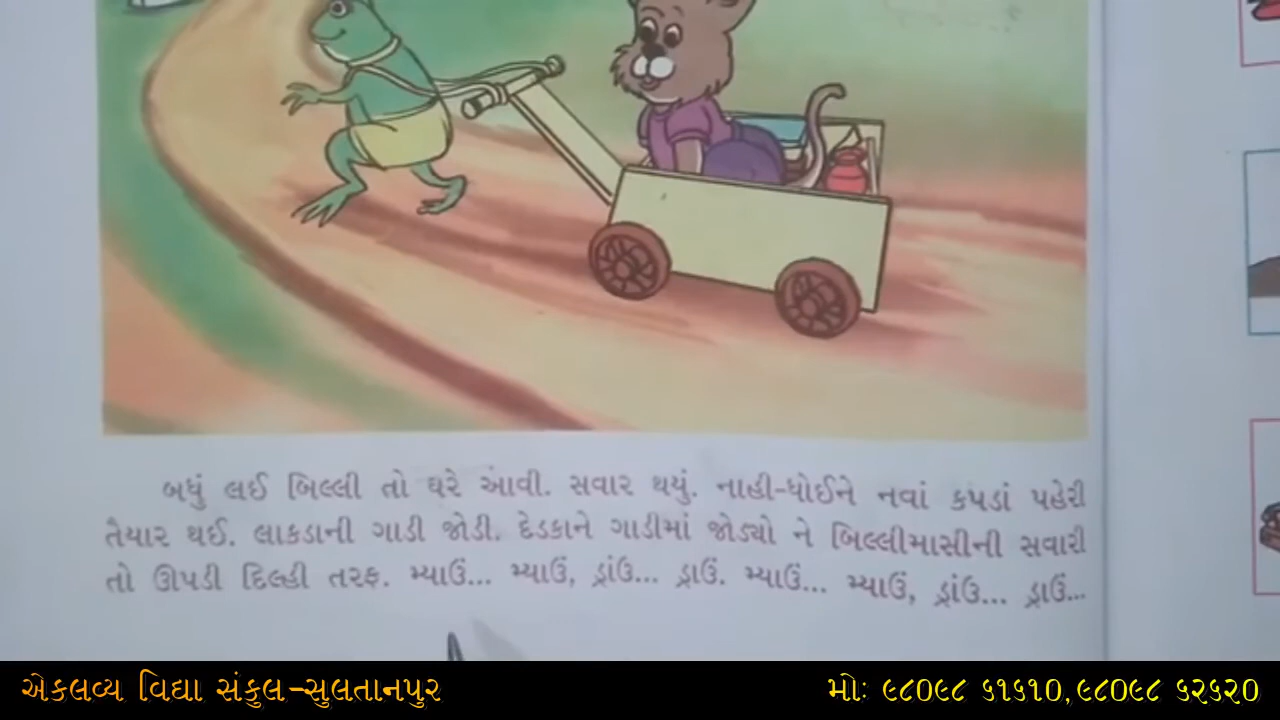 બધું લઈ બિલ્લી તો ઘરે આવી. સવાર થયું. નાહી-ધોઈને નવાં કપડાં પહેરી
તૈયાર થઈ. લાકડાની ગાડી જોડી. દેડકાને ગાડીમાં જોડ્યો ને બિલ્લીમાસીની સવારી
તો ઊપડી દિલ્હી તરફ. મ્યાઉં... મ્યાઉં, ડ્રાંઉ... ડ્રાઉં. મ્યાઉં... મ્યાઉં, ડ્રાંઉ... ડ્રાઉં...
એકલવ્ય વિદ્યા સંકુલ-સુલતાનપુર
મોઃ ૯૮૦૯૮ ૬૧૬૧૦,૯૮૦૯૮ ૬૨૬૨૦